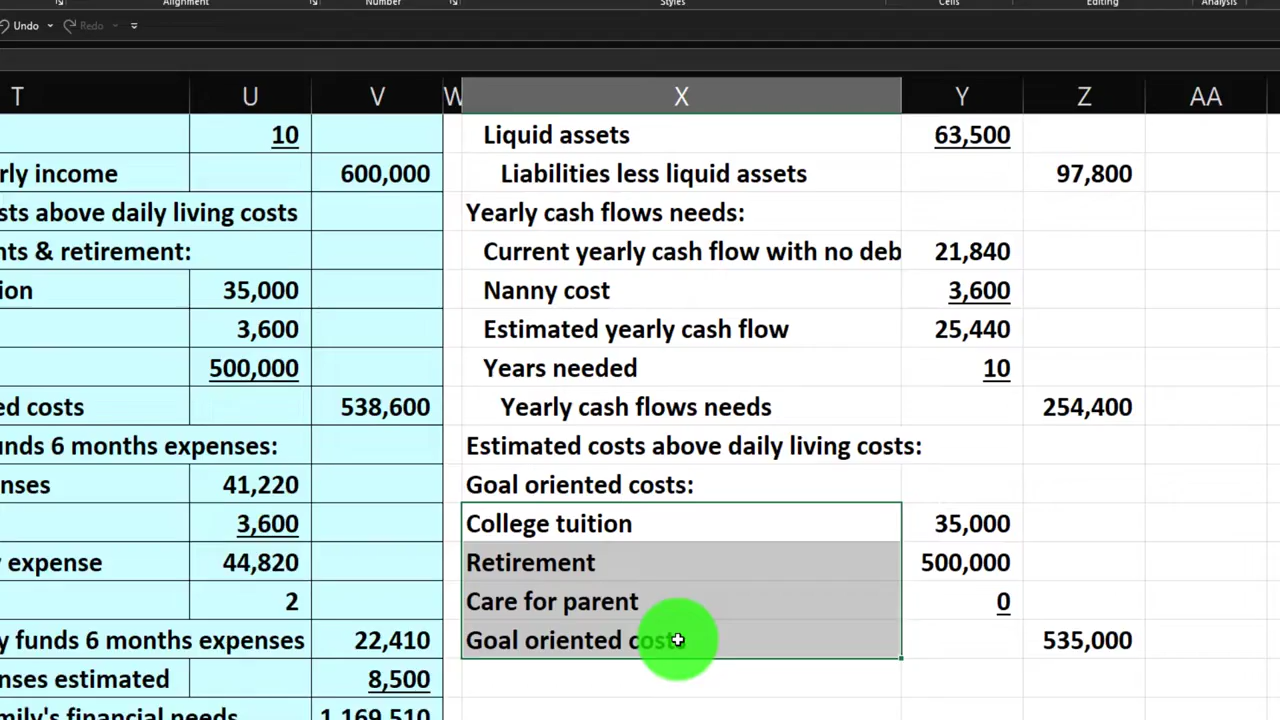 Alignment Number Styles Cells Editing Analysis
Undo Redo
T U V W X Y Z AA
10 Liquid assets 63,500
rly income 600,000 Liabilities less liquid assets 97,800
sts above daily living costs Yearly cash flows needs:
nts & retirement: Current yearly cash flow with no deb 21,840
ion 35,000 Nanny cost 3,600
3,600 Estimated yearly cash flow 25,440
500,000 Years needed 10
ed costs 538,600 Yearly cash flows needs 254,400
unds 6 months expenses: Estimated costs above daily living costs:
nses 41,220 Goal oriented costs:
3,600 College tuition 35,000
y expense 44,820 Retirement 500,000
2 Care for parent 0
y funds 6 months expenses 22,410 Goal oriented costs 535,000
nses estimated 8,500
mily's financial needs 1,169,510